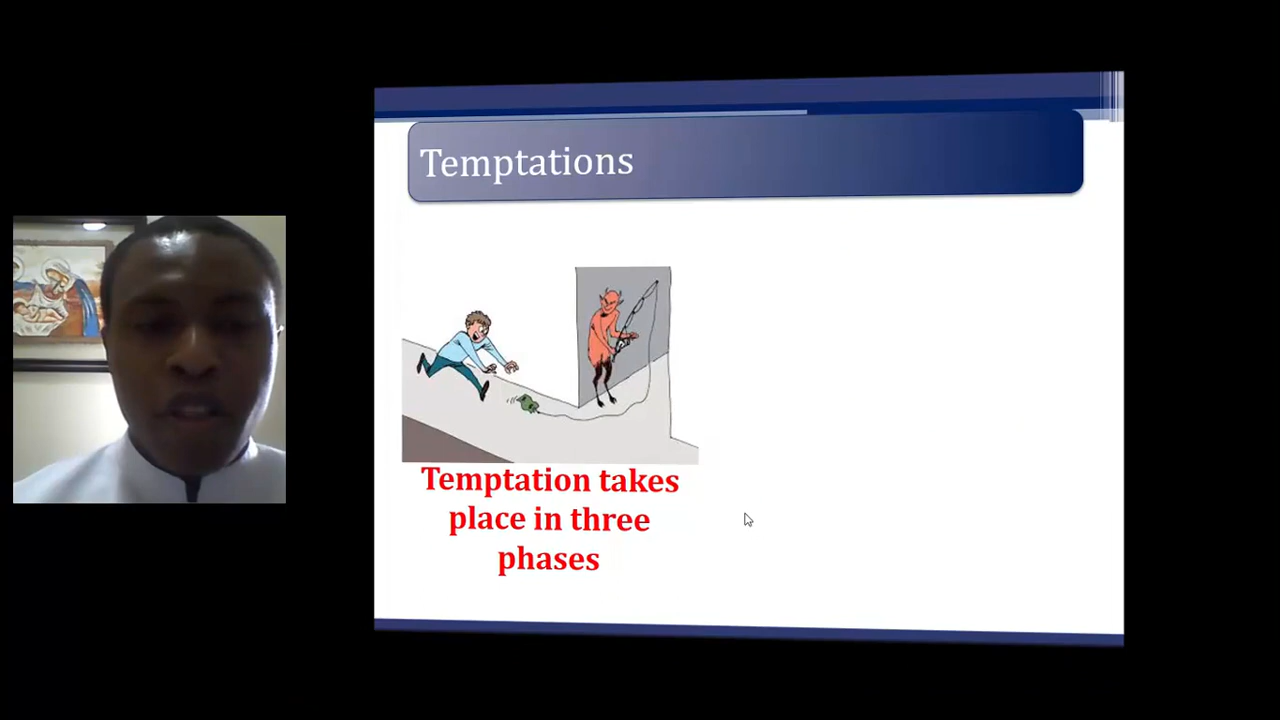 Temptations
Temptation takes
place in three
phases